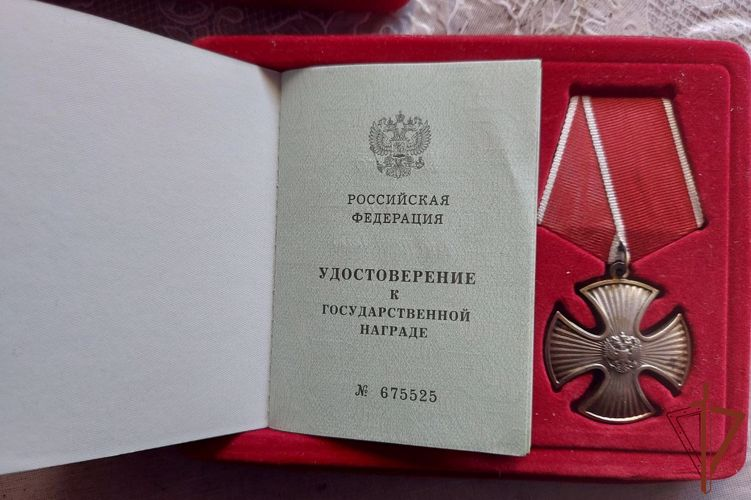 РОССИЙСКАЯ
ФЕДЕРАЦИЯ
УДОСТОВЕРЕНИЕ
К
ГОСУДАРСТВЕННОЙ
НАГРАДЕ
№ 675525